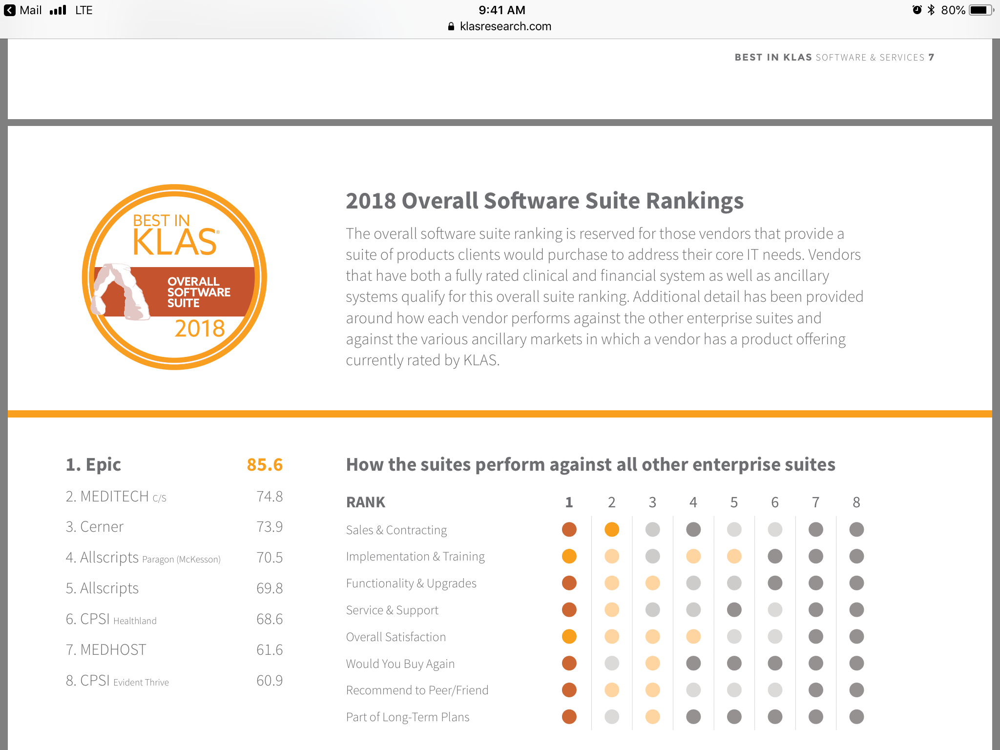 Mail LTE 9:41 AM 80%
klasresearch.com
BEST IN KLAS SOFTWARE & SERVICES 7
BEST IN
KLAS®
OVERALL
SOFTWARE
SUITE
2018
2018 Overall Software Suite Rankings
The overall software suite ranking is reserved for those vendors that provide a
suite of products clients would purchase to address their core IT needs. Vendors
that have both a fully rated clinical and financial system as well as ancillary
systems qualify for this overall suite ranking. Additional detail has been provided
around how each vendor performs against the other enterprise suites and
against the various ancillary markets in which a vendor has a product offering
currently rated by KLAS.
1. Epic 85.6
2. MEDITECH C/S 74.8
3. Cerner 73.9
4. Allscripts Paragon (McKesson) 70.5
5. Allscripts 69.8
6. CPSI Healthland 68.6
7. MEDHOST 61.6
8. CPSI Evident Thrive 60.9
How the suites perform against all other enterprise suites
RANK 1 2 3 4 5 6 7 8
Sales & Contracting
Implementation & Training
Functionality & Upgrades
Service & Support
Overall Satisfaction
Would You Buy Again
Recommend to Peer/Friend
Part of Long-Term Plans